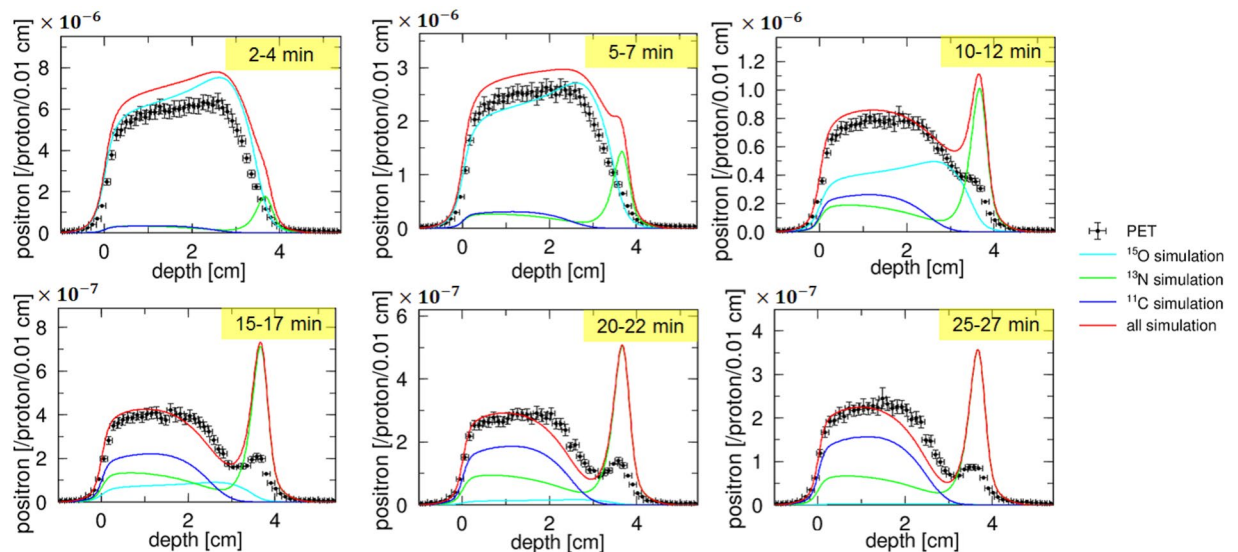 × 10⁻⁶
2-4 min
positron [/proton/0.01 cm]
8
6
4
2
0
0 2 4
depth [cm]
× 10⁻⁶
5-7 min
positron [/proton/0.01 cm]
3
2
1
0
0 2 4
depth [cm]
× 10⁻⁶
10-12 min
positron [/proton/0.01 cm]
1.2
0.9
0.6
0.4
0.2
0.0
0 2 4
depth [cm]
PET
¹⁵O simulation
¹³N simulation
¹¹C simulation
all simulation
× 10⁻⁷
15-17 min
positron [/proton/0.01 cm]
8
6
4
2
0
0 2 4
depth [cm]
× 10⁻⁷
20-22 min
positron [/proton/0.01 cm]
6
4
2
0
0 2 4
depth [cm]
× 10⁻⁷
25-27 min
positron [/proton/0.01 cm]
4
2
0
0 2 4
depth [cm]